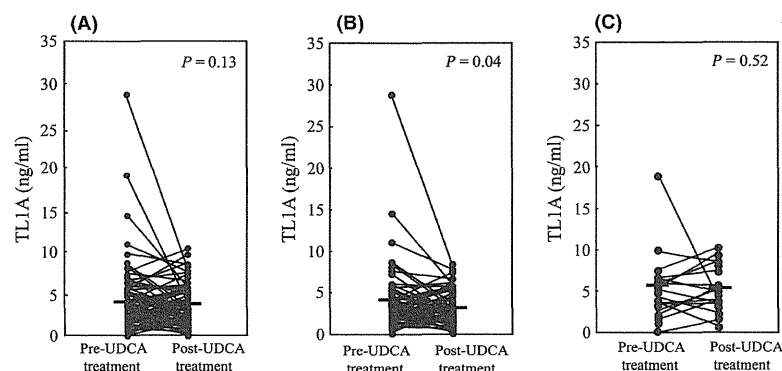 (A)
P = 0.13
TL1A (ng/ml)
35
30
25
20
15
10
5
0
Pre-UDCA treatment
Post-UDCA treatment
(B)
P = 0.04
TL1A (ng/ml)
35
30
25
20
15
10
5
0
Pre-UDCA treatment
Post-UDCA treatment
(C)
P = 0.52
TL1A (ng/ml)
35
30
25
20
15
10
5
0
Pre-UDCA treatment
Post-UDCA treatment